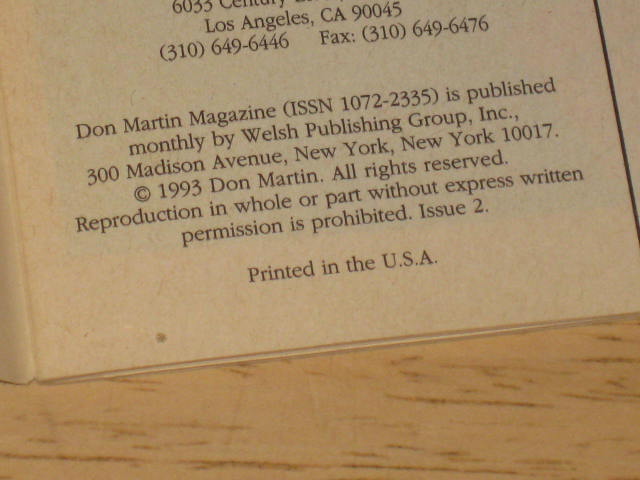 6033 Century
Los Angeles, CA 90045
(310) 649-6446 Fax: (310) 649-6476
Don Martin Magazine (ISSN 1072-2335) is published
monthly by Welsh Publishing Group, Inc.,
300 Madison Avenue, New York, New York 10017.
© 1993 Don Martin. All rights reserved.
Reproduction in whole or part without express written
permission is prohibited. Issue 2.
Printed in the U.S.A.